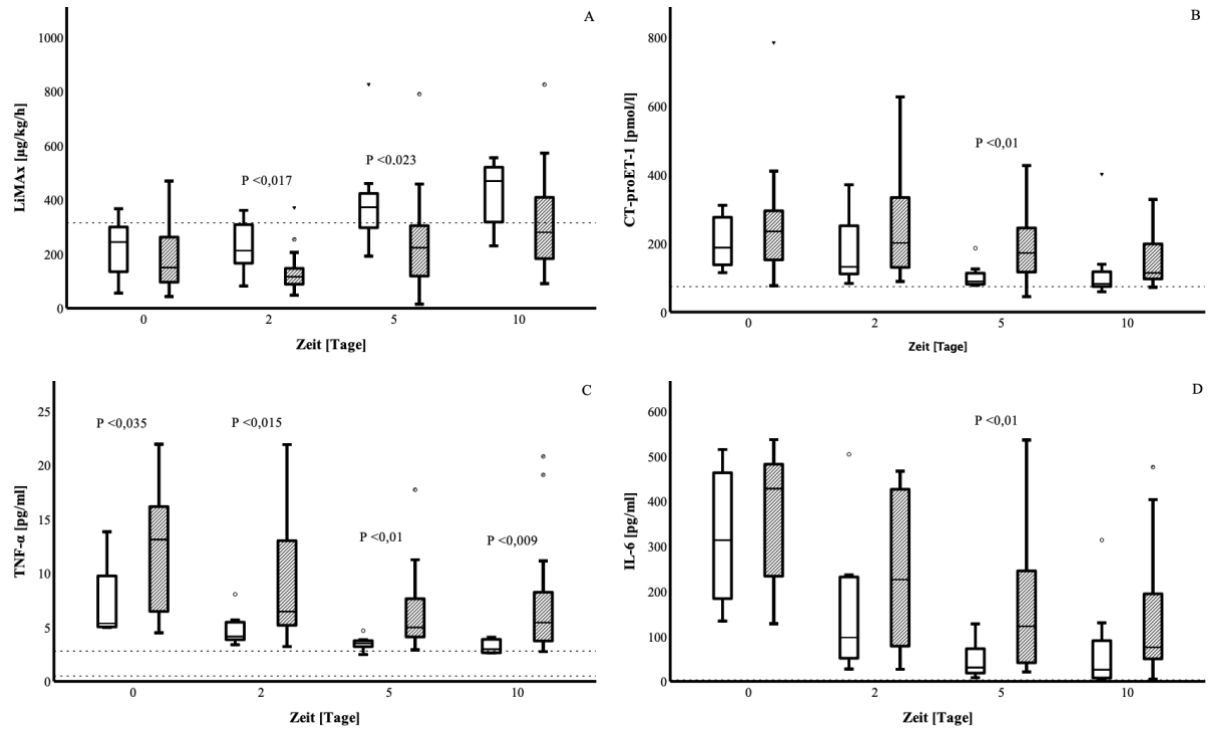 A
LiMAx [µg/kg/h]
1000
800
600
400
200
0
P <0,017
P <0.023
0 2 5 10
Zeit [Tage]
B
CT-proET-1 [pmol/l]
800
600
400
200
0
P <0,01
0 2 5 10
Zeit [Tage]
C
TNF-α [pg/ml]
25
20
15
10
5
0
P <0,035
P <0,015
P <0,01
P <0,009
0 2 5 10
Zeit [Tage]
D
IL-6 [pg/ml]
600
500
400
300
200
100
0
P <0,01
0 2 5 10
Zeit [Tage]